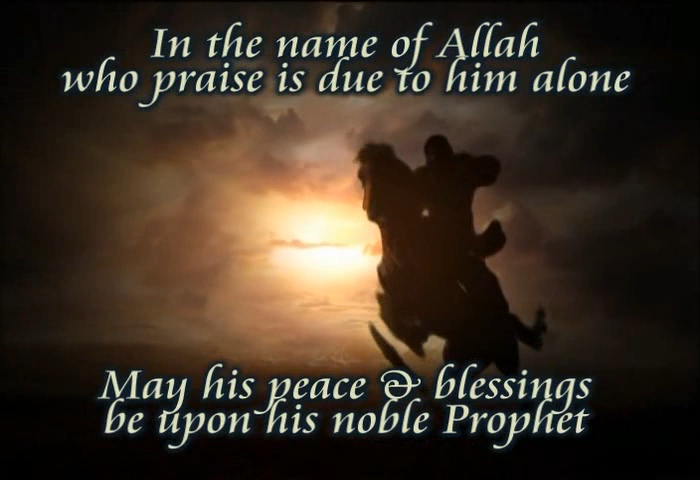 In the name of Allah
who praise is due to him alone
May his peace & blessings
be upon his noble Prophet